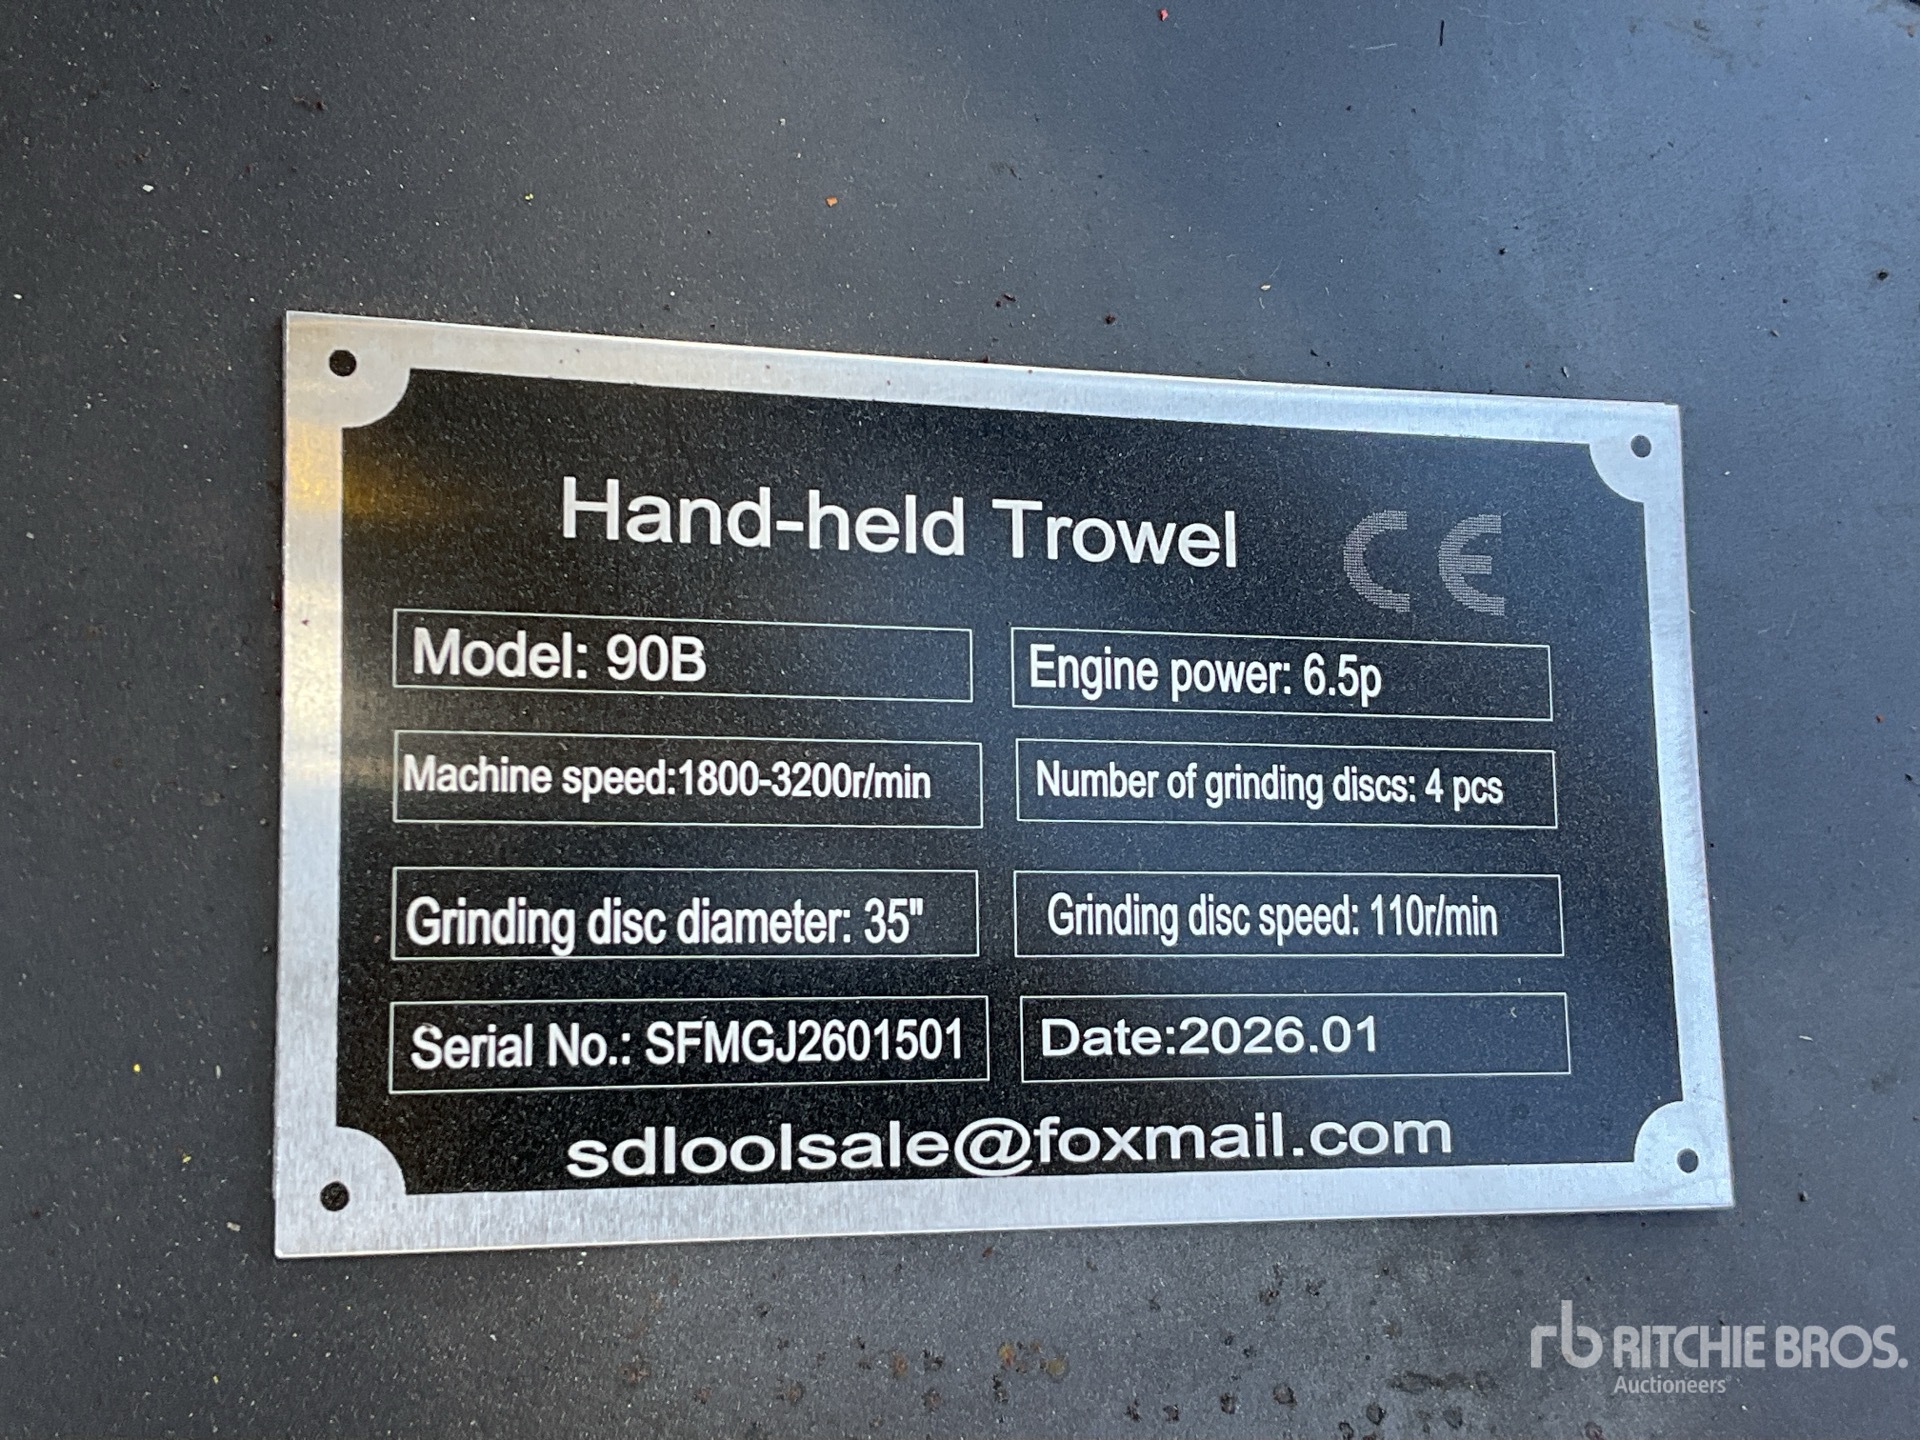 Hand-held Trowel CE
Model: 90B
Engine power: 6.5p
Machine speed:1800-3200r/min
Number of grinding discs: 4 pcs
Grinding disc diameter: 35"
Grinding disc speed: 110r/min
Serial No.: SFMGJ2601501
Date:2026.01
sdloolsale@foxmail.com
rb RITCHIE BROS.
Auctioneers